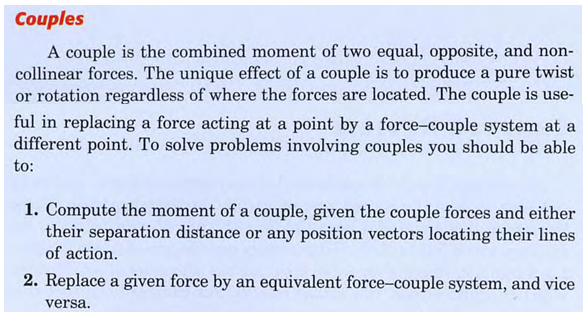 Couples
A couple is the combined moment of two equal, opposite, and non-
collinear forces. The unique effect of a couple is to produce a pure twist
or rotation regardless of where the forces are located. The couple is use-
ful in replacing a force acting at a point by a force–couple system at a
different point. To solve problems involving couples you should be able
to:
1. Compute the moment of a couple, given the couple forces and either
their separation distance or any position vectors locating their lines
of action.
2. Replace a given force by an equivalent force–couple system, and vice
versa.